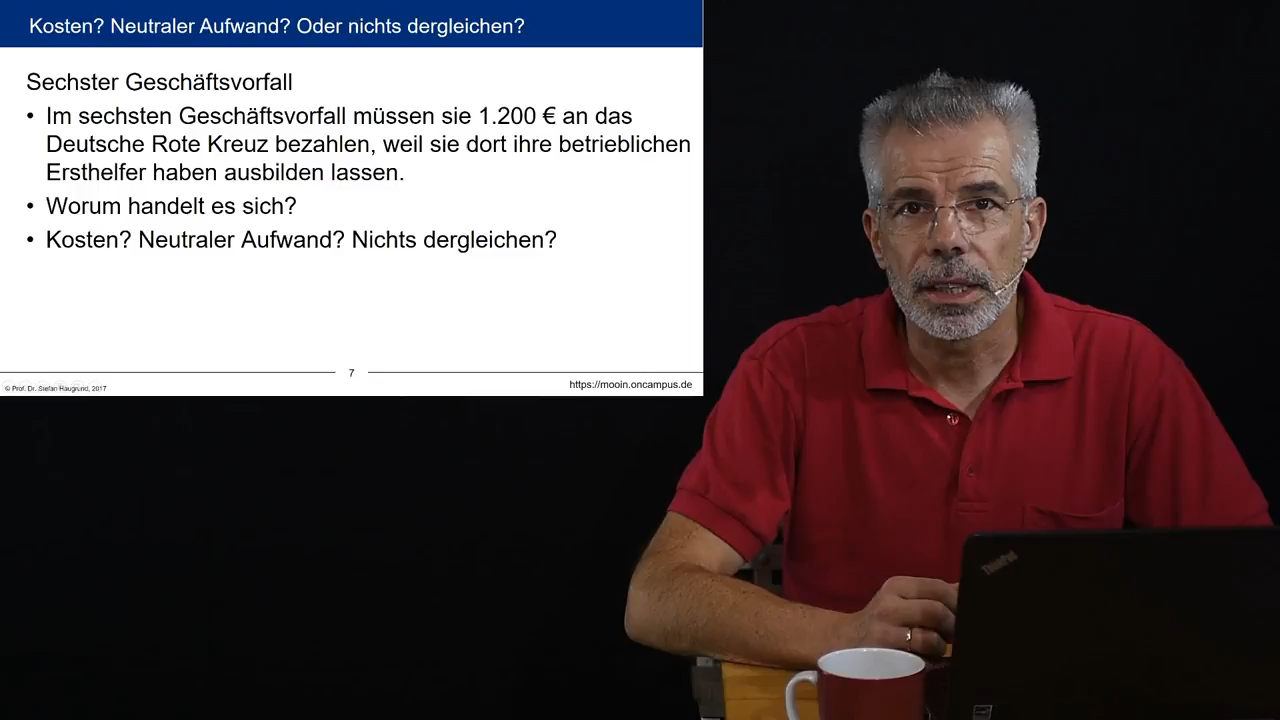 Kosten? Neutraler Aufwand? Oder nichts dergleichen?
Sechster Geschäftsvorfall
• Im sechsten Geschäftsvorfall müssen sie 1.200 € an das
Deutsche Rote Kreuz bezahlen, weil sie dort ihre betrieblichen
Ersthelfer haben ausbilden lassen.
• Worum handelt es sich?
• Kosten? Neutraler Aufwand? Nichts dergleichen?
7
© Prof. Dr. Stefan Haugrund, 2017
https://mooin.oncampus.de
ThinkPad